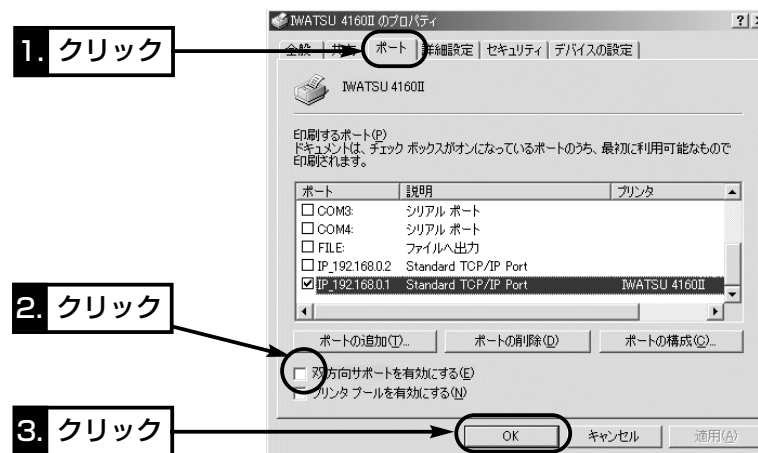 IWATSU 4160II のプロパティ
1. クリック
全般 共有 ポート 詳細設定 セキュリティ デバイスの設定
IWATSU 4160II
印刷するポート(P)
ドキュメントは、チェック ボックスがオンになっているポートのうち、最初に利用可能なもので
印刷されます。
ポート 説明 プリンタ
COM3: シリアル ポート
COM4: シリアル ポート
FILE: ファイルへ出力
IP_192.168.0.2 Standard TCP/IP Port
IP_192.168.0.1 Standard TCP/IP Port IWATSU 4160II
2. クリック
ポートの追加(T)... ポートの削除(D) ポートの構成(C)...
双方向サポートを有効にする(E)
プリンタ プールを有効にする(N)
3. クリック
OK キャンセル 適用(A)